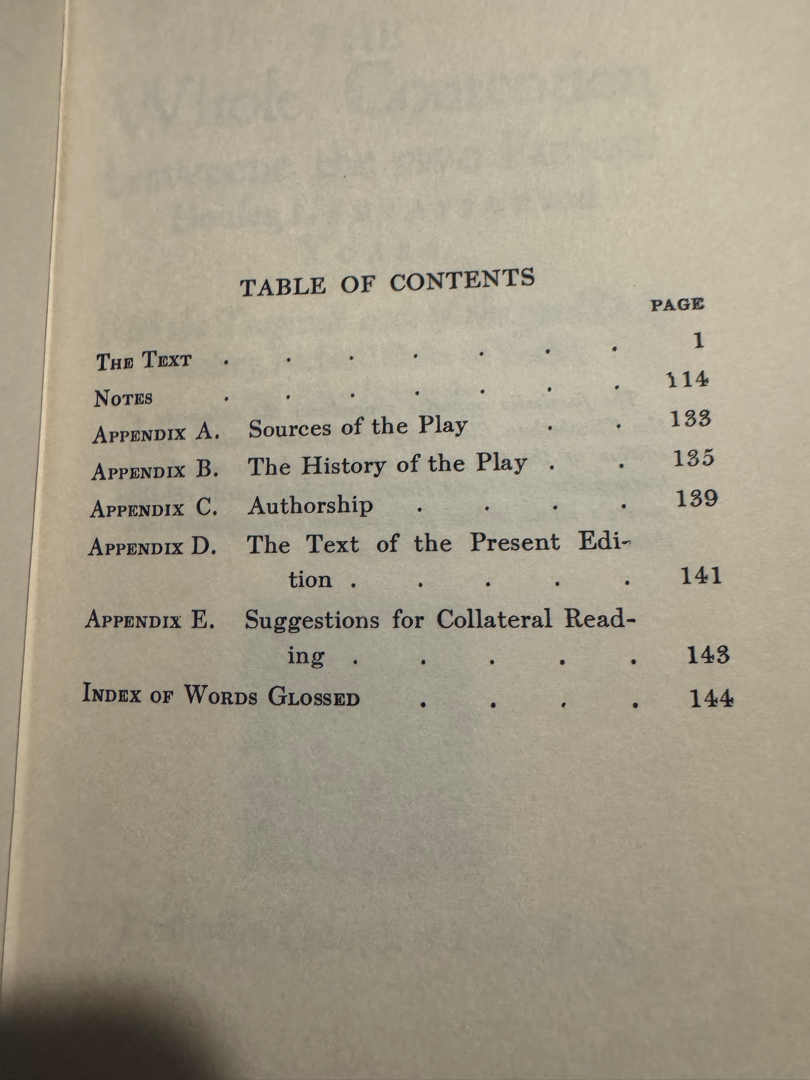 TABLE OF CONTENTS
PAGE
THE TEXT . . . . . . . 1
NOTES . . . . . . . 114
APPENDIX A. Sources of the Play . . 133
APPENDIX B. The History of the Play . . 135
APPENDIX C. Authorship . . . . 139
APPENDIX D. The Text of the Present Edi-
tion . . . . . 141
APPENDIX E. Suggestions for Collateral Read-
ing . . . . . 143
INDEX OF WORDS GLOSSED . . . . 144